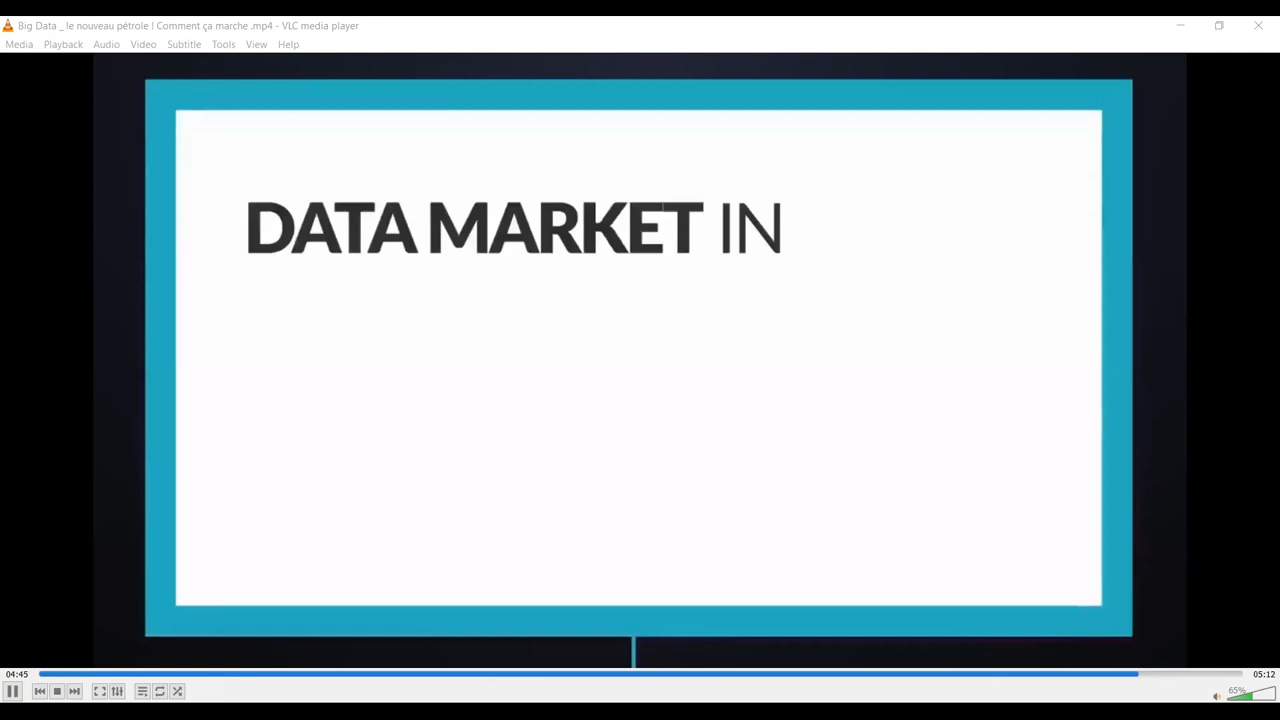 Big Data _ le nouveau pétrole ! Comment ça marche .mp4 - VLC media player
Media Playback Audio Video Subtitle Tools View Help
DATA MARKET IN
04:45 05:12
65%